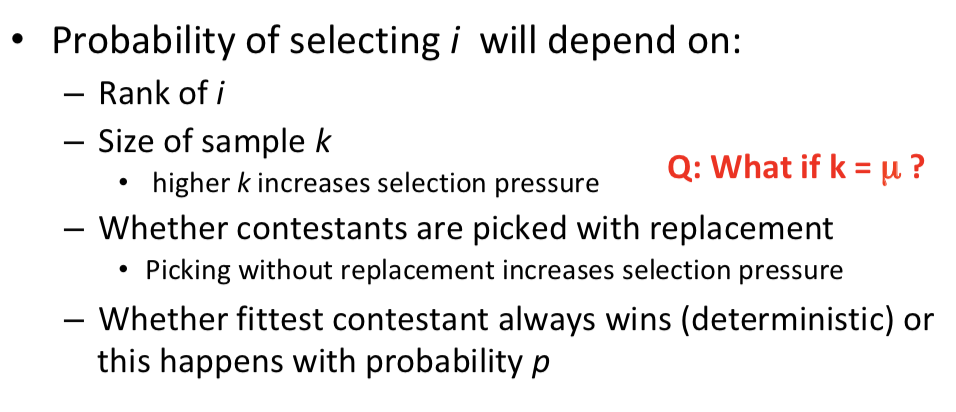 • Probability of selecting i will depend on:
– Rank of i
– Size of sample k
• higher k increases selection pressure
Q: What if k = μ ?
– Whether contestants are picked with replacement
• Picking without replacement increases selection pressure
– Whether fittest contestant always wins (deterministic) or
this happens with probability p